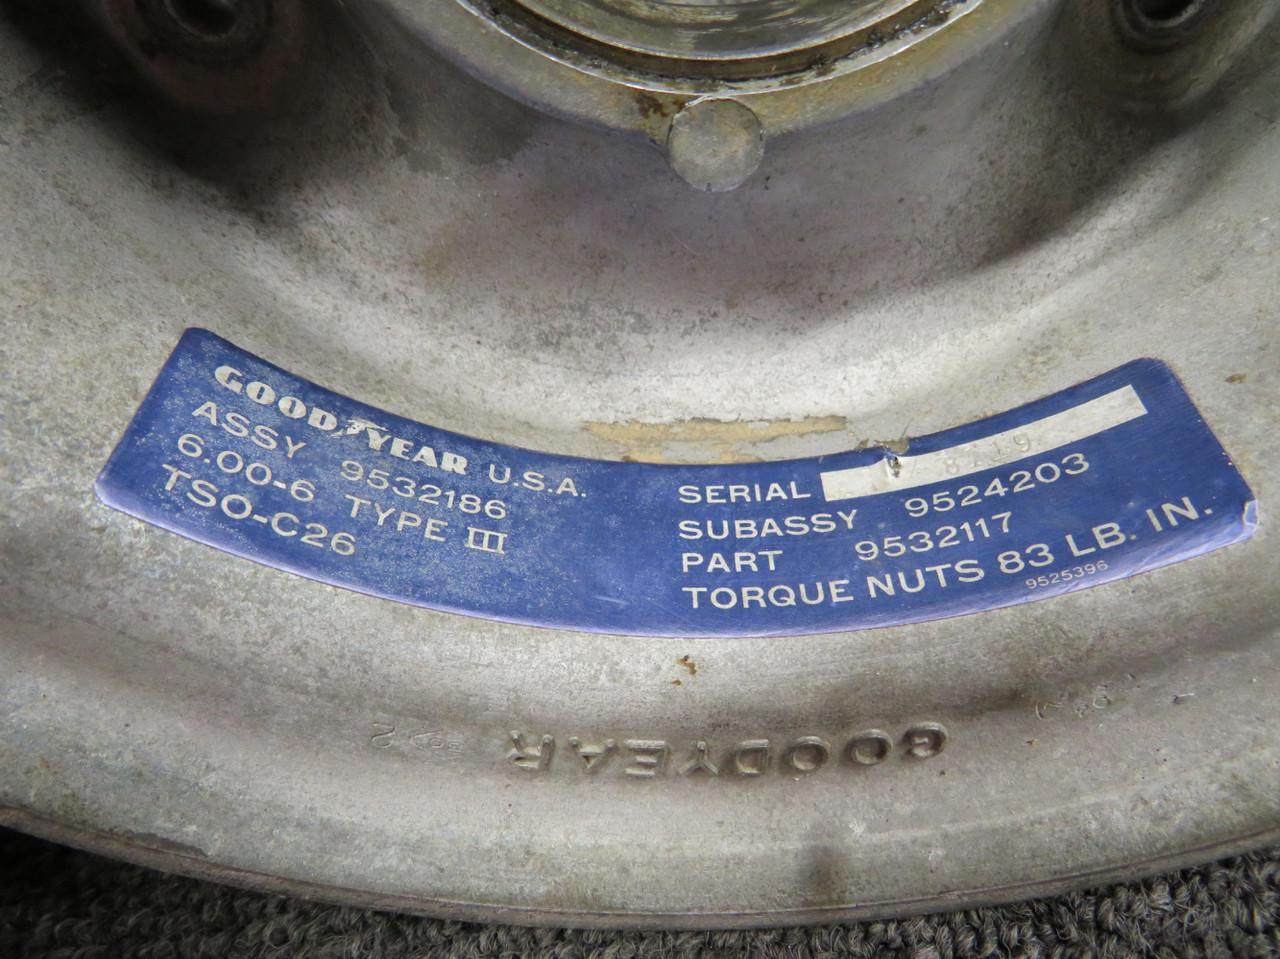 GOODYEAR U.S.A.
ASSY 9532186
6.00-6 TYPE III
TSO-C26
SERIAL
SUBASSY 9524203
PART 9532117
TORQUE NUTS 83 LB. IN.
9525396
GOODYEAR